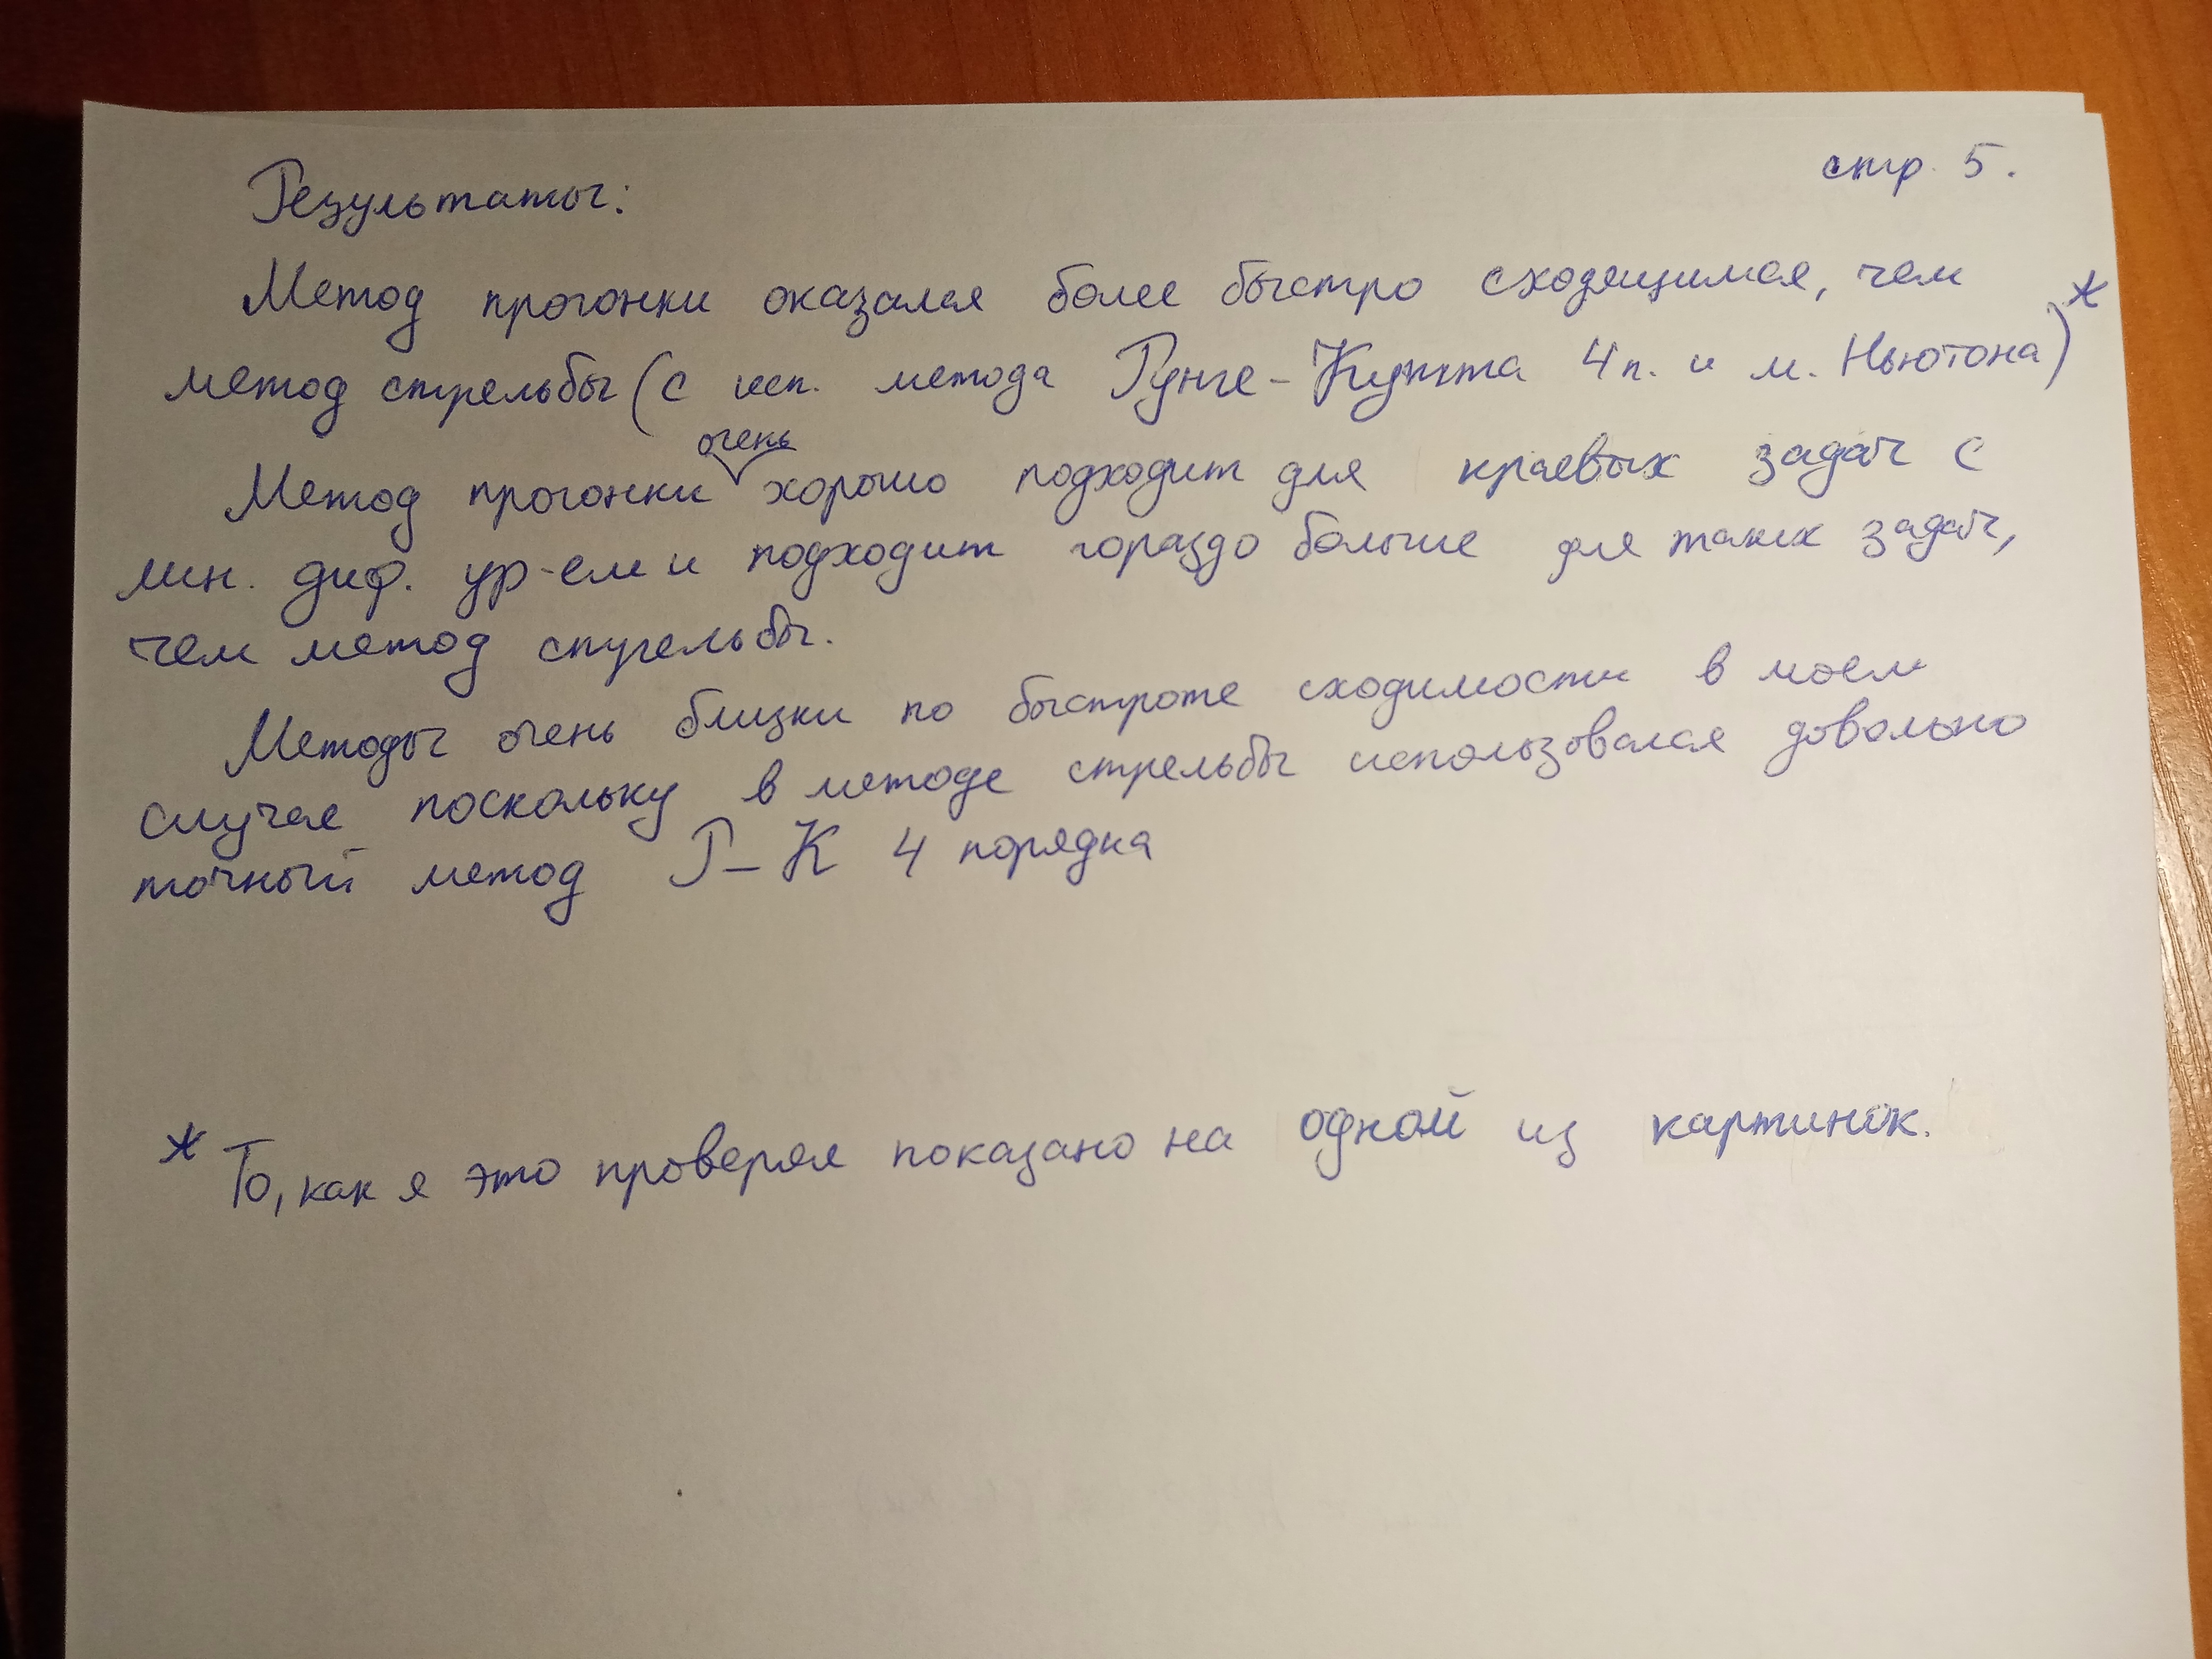 стр. 5.
Результаты:
Метод прогонки оказался более быстро сходящимся, чем
метод стрельбы (с исп. метода Рунге-Кутта 4 п. и м. Ньютона)*
Метод прогонки очень хорошо подходит для краевых задач с
лин. диф. ур-ем и подходит гораздо больше для таких задач,
чем метод стрельбы.
Методы очень близки по быстроте сходимости в моем
случае поскольку в методе стрельбы использовался довольно
точный метод Р-К 4 порядка
* То, как я это проверял показано на одной из картинок.